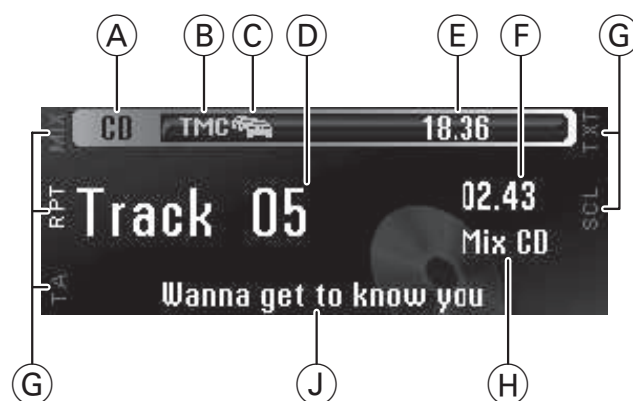 A B C D E F G
MIX CD TMC 18.36 TXT
RPT Track 05 02.43 SCL
Mix CD
TA Wanna get to know you
G J H